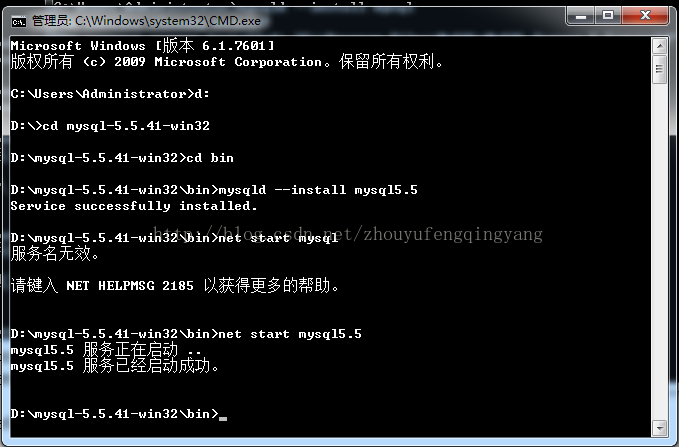 管理员: C:\Windows\system32\CMD.exe
Microsoft Windows [版本 6.1.7601]
版权所有 (c) 2009 Microsoft Corporation。保留所有权利。
C:\Users\Administrator>d:
D:\>cd mysql-5.5.41-win32
D:\mysql-5.5.41-win32>cd bin
D:\mysql-5.5.41-win32\bin>mysqld --install mysql5.5
Service successfully installed.
http://blog.csdn.net/zhouyufengqingyang
D:\mysql-5.5.41-win32\bin>net start mysql
服务名无效。
请键入 NET HELPMSG 2185 以获得更多的帮助。
D:\mysql-5.5.41-win32\bin>net start mysql5.5
mysql5.5 服务正在启动 ..
mysql5.5 服务已经启动成功。
D:\mysql-5.5.41-win32\bin>_